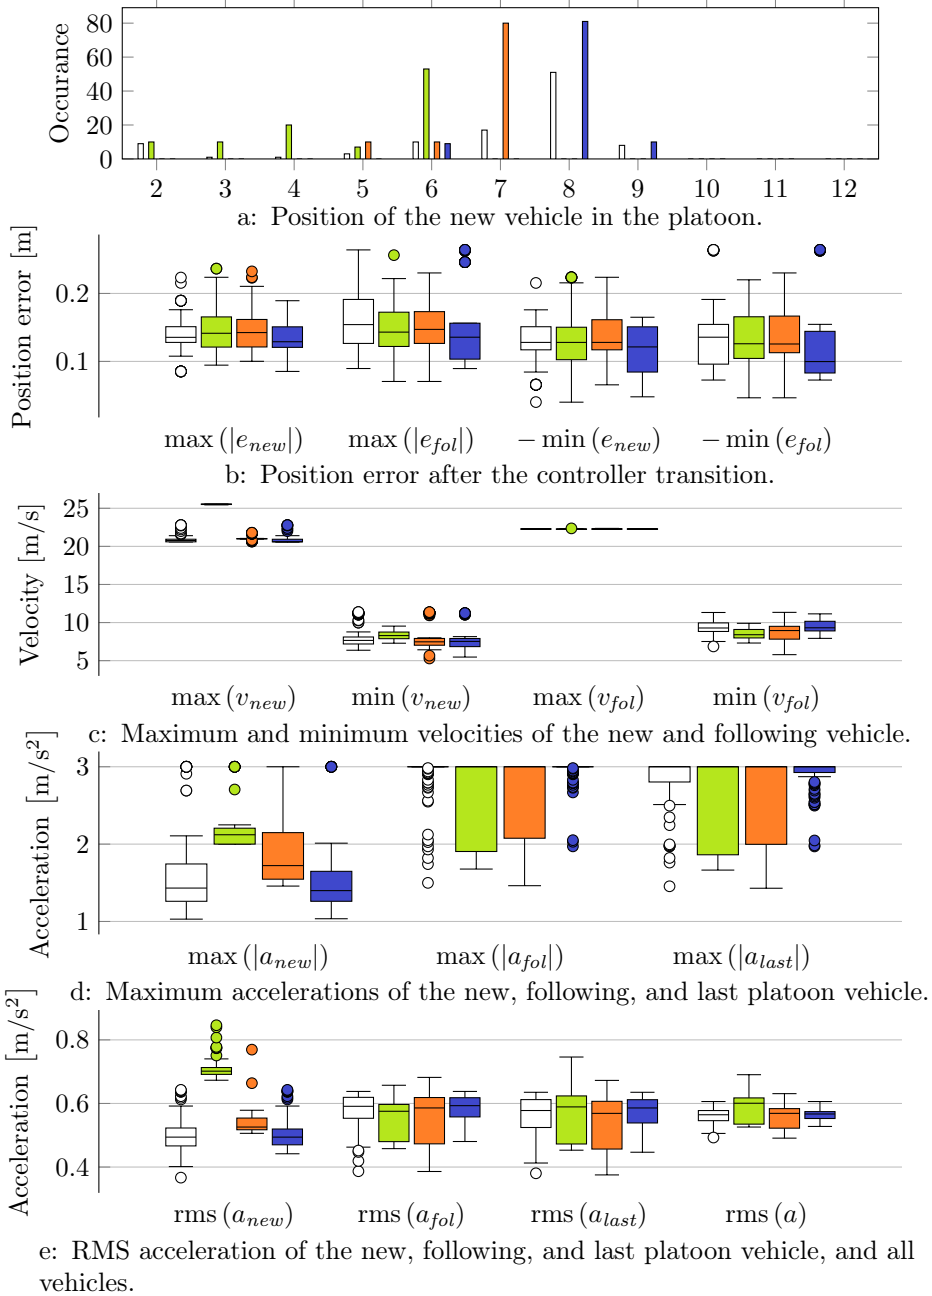 80
60
40
20
0
Occurance
2 3 4 5 6 7 8 9 10 11 12
a: Position of the new vehicle in the platoon.
Position error [m]
0.2
0.1
max (|e_new|) max (|e_fol|) − min (e_new) − min (e_fol)
b: Position error after the controller transition.
Velocity [m/s]
25
20
15
10
5
max (v_new) min (v_new) max (v_fol) min (v_fol)
c: Maximum and minimum velocities of the new and following vehicle.
Acceleration [m/s²]
3
2
1
max (|a_new|) max (|a_fol|) max (|a_last|)
d: Maximum accelerations of the new, following, and last platoon vehicle.
Acceleration [m/s²]
0.8
0.6
0.4
rms (a_new) rms (a_fol) rms (a_last) rms (a)
e: RMS acceleration of the new, following, and last platoon vehicle, and all
vehicles.